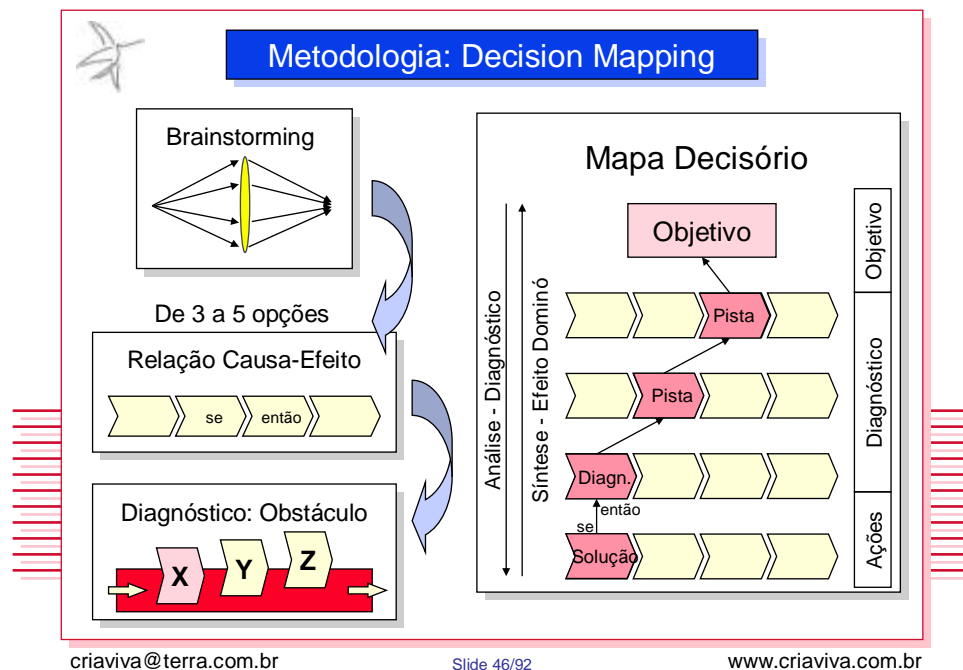 Metodologia: Decision Mapping
Brainstorming
De 3 a 5 opções
Relação Causa-Efeito
se
então
Diagnóstico: Obstáculo
X
Y
Z
Mapa Decisório
Análise - Diagnóstico
Síntese - Efeito Dominó
Objetivo
Pista
Pista
Diagn.
se
então
Solução
Objetivo
Diagnóstico
Ações
criaviva@terra.com.br
Slide 46/92
www.criaviva.com.br